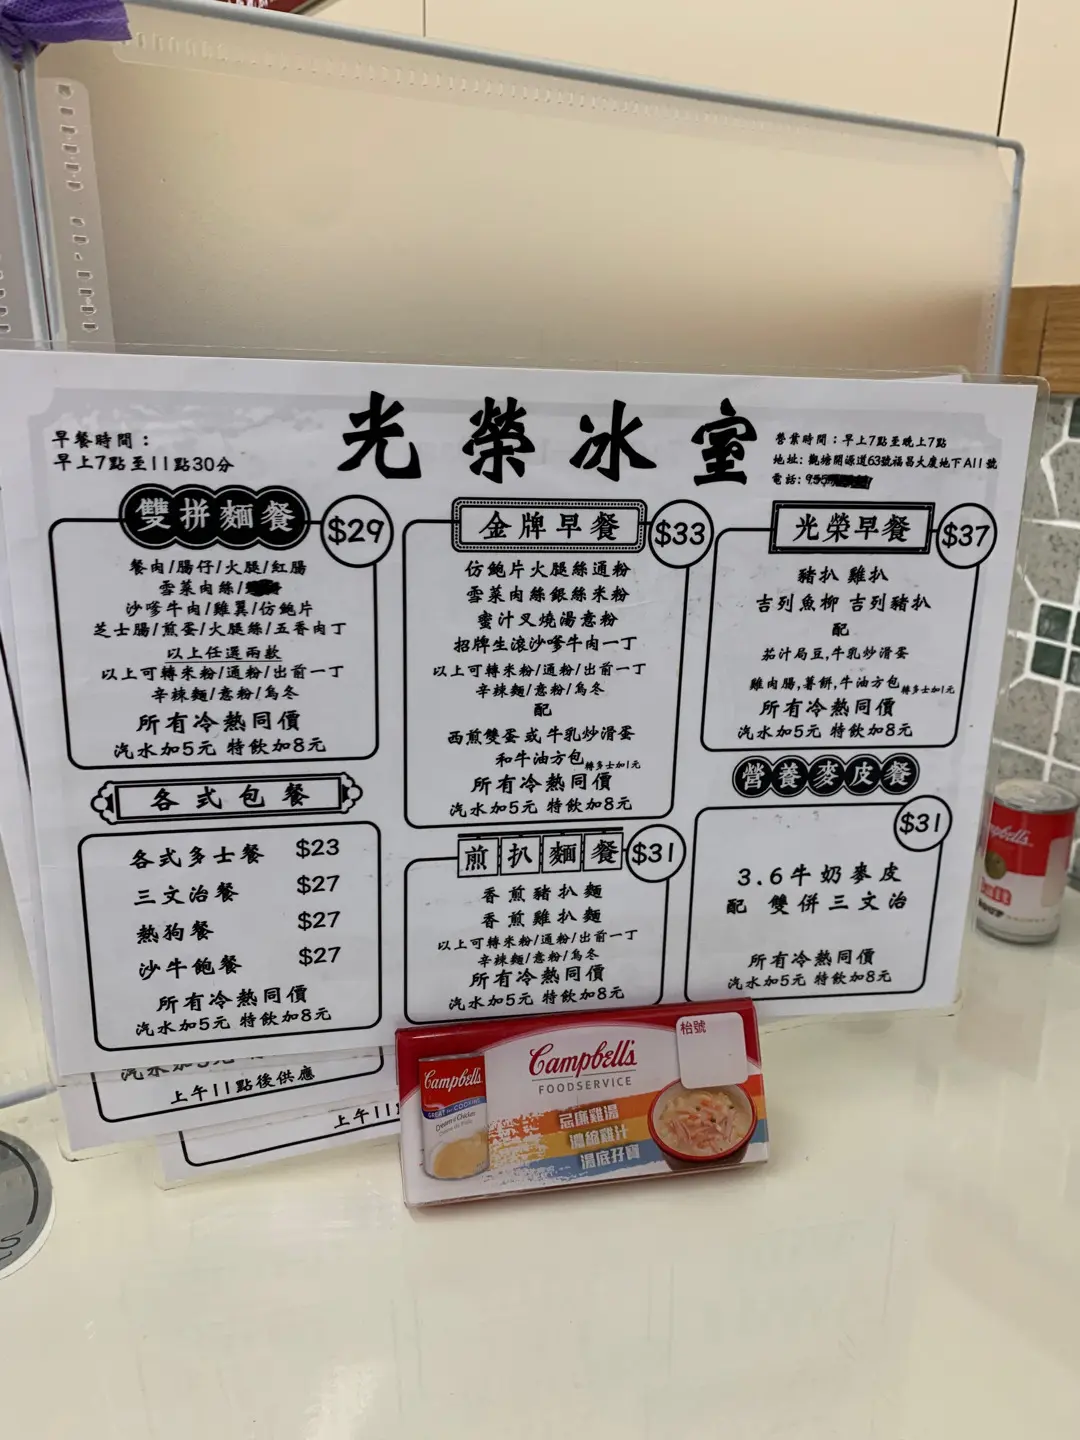 光榮冰室
早餐時間：
早上7點至11點30分
營業時間：早上7點至晚上7點
地址：觀塘開源道63號福昌大廈地下A11號
電話：95
雙拼麵餐
$29
餐肉/腸仔/火腿/紅腸
雪菜肉絲/
沙嗲牛肉/雞翼/仿鮑片
芝士腸/煎蛋/火腿絲/五香肉丁
以上任選兩款
以上可轉米粉/通粉/出前一丁
辛辣麵/意粉/烏冬
所有冷熱同價
汽水加5元 特飲加8元
各式包餐
各式多士餐 $23
三文治餐 $27
熱狗餐 $27
沙牛飽餐 $27
所有冷熱同價
汽水加5元 特飲加8元
金牌早餐
$33
仿鮑片火腿絲通粉
雪菜肉絲銀絲米粉
蜜汁叉燒湯意粉
招牌生滾沙嗲牛肉一丁
以上可轉米粉/通粉/出前一丁
辛辣麵/意粉/烏冬
配
西煎雙蛋或牛乳炒滑蛋
和牛油方包轉多士加1元
所有冷熱同價
汽水加5元 特飲加8元
煎扒麵餐
$31
香煎豬扒麵
香煎雞扒麵
以上可轉米粉/通粉/出前一丁
辛辣麵/意粉/烏冬
所有冷熱同價
汽水加5元 特飲加8元
光榮早餐
$37
豬扒 雞扒
吉列魚柳 吉列豬扒
配
茄汁局豆,牛乳炒滑蛋
雞肉腸,薯餅,牛油方包轉多士加1元
所有冷熱同價
汽水加5元 特飲加8元
營養麥皮餐
$31
3.6牛奶麥皮
配 雙併三文治
所有冷熱同價
汽水加5元 特飲加8元
上午11點後供應
上午11
枱號
Campbell's
FOODSERVICE
忌廉雞湯
濃縮雞汁
湯底孖寶
Campbell's
GREAT for COOKING
Cream of Chicken